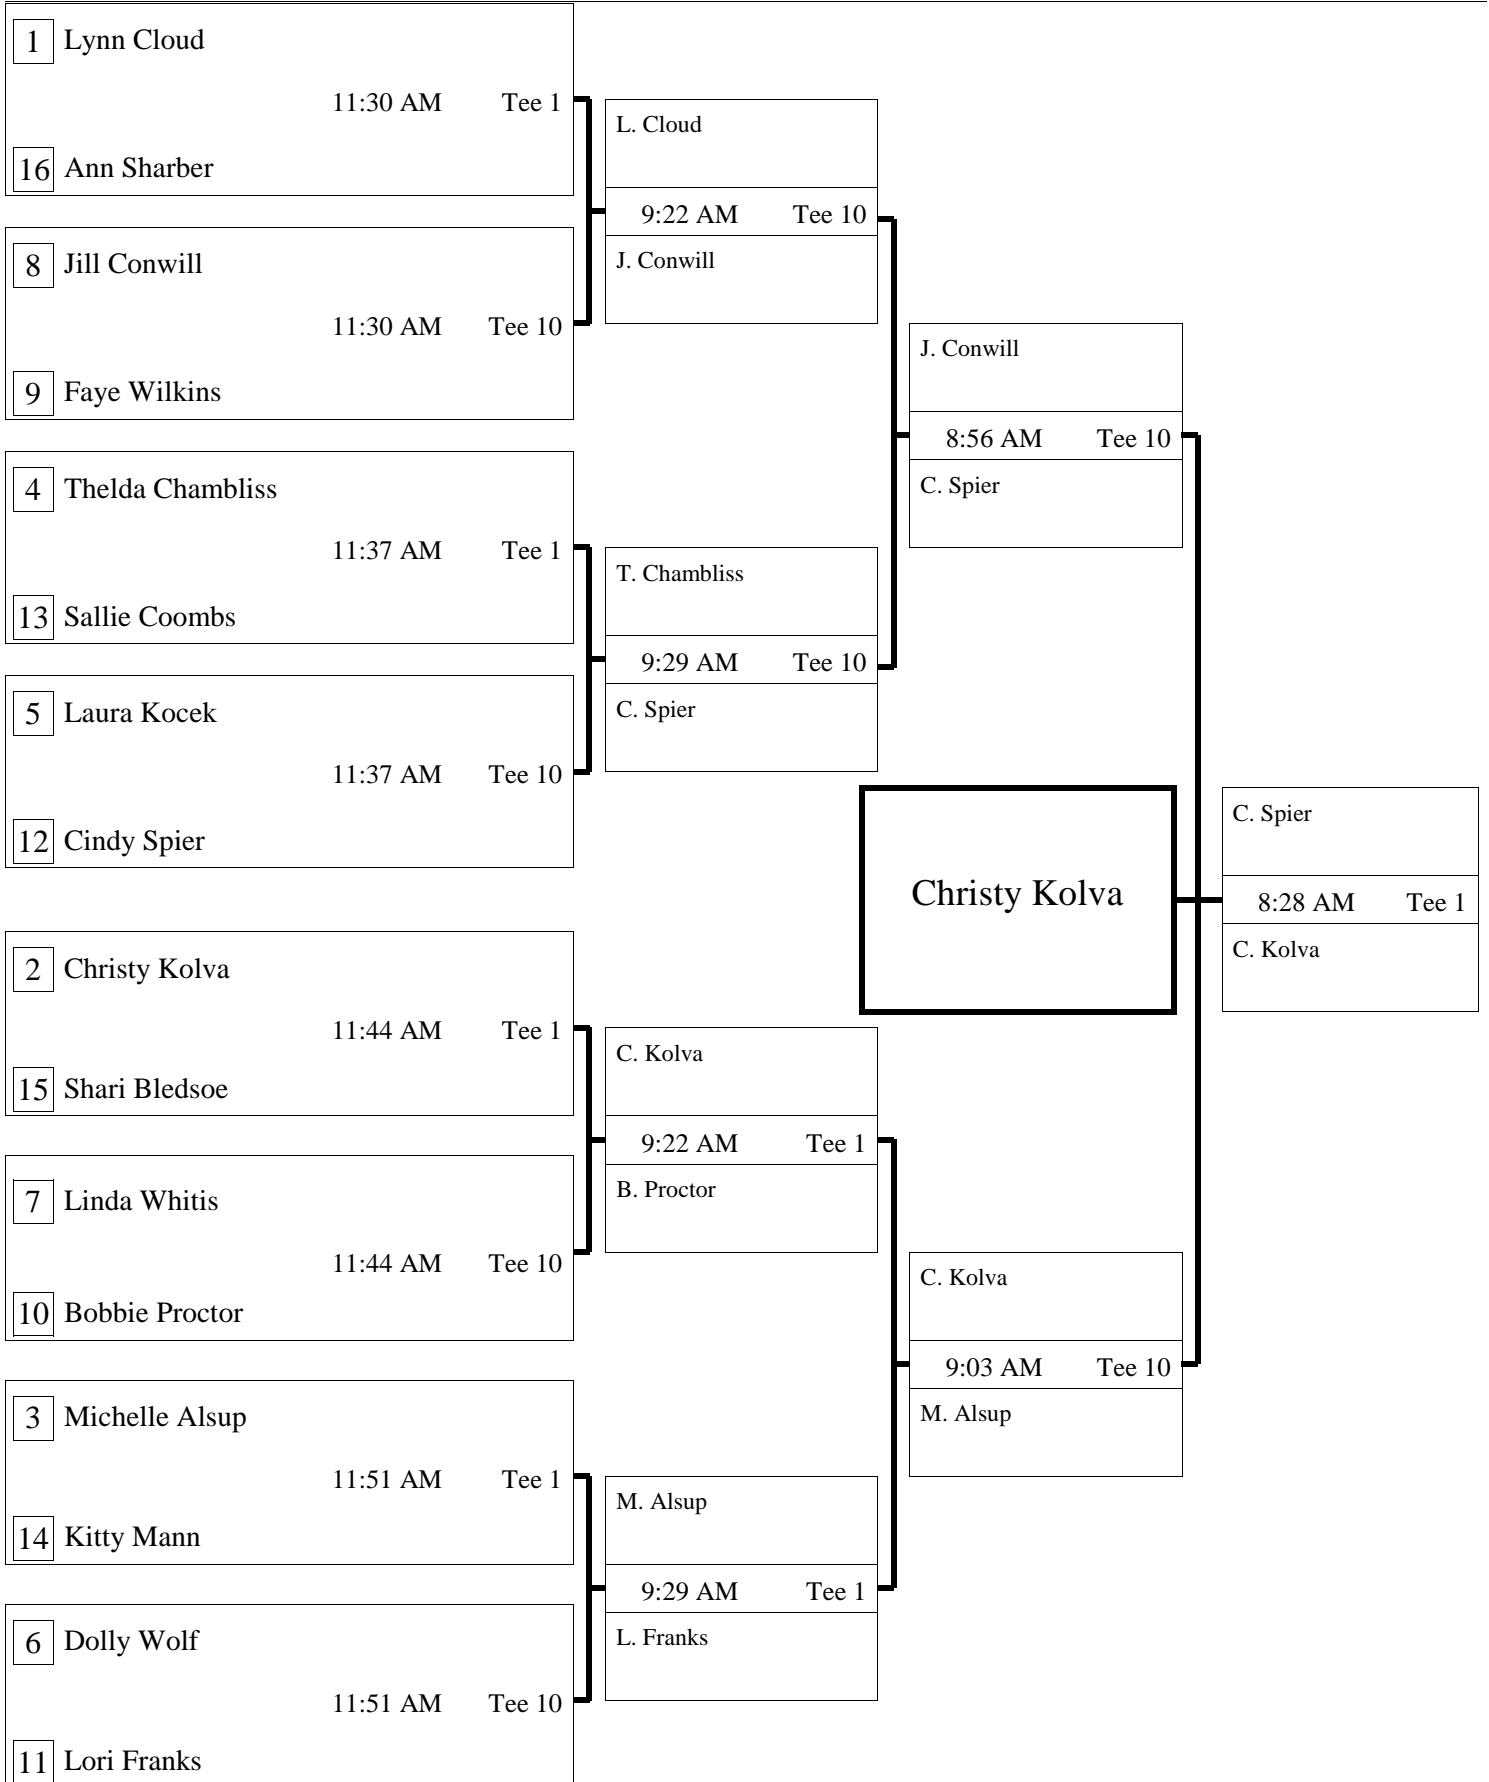 1 Lynn Cloud
11:30 AM Tee 1
16 Ann Sharber
8 Jill Conwill
11:30 AM Tee 10
9 Faye Wilkins
4 Thelda Chambliss
11:37 AM Tee 1
13 Sallie Coombs
5 Laura Kocek
11:37 AM Tee 10
12 Cindy Spier
2 Christy Kolva
11:44 AM Tee 1
15 Shari Bledsoe
7 Linda Whitis
11:44 AM Tee 10
10 Bobbie Proctor
3 Michelle Alsup
11:51 AM Tee 1
14 Kitty Mann
6 Dolly Wolf
11:51 AM Tee 10
11 Lori Franks
L. Cloud
9:22 AM Tee 10
J. Conwill
T. Chambliss
9:29 AM Tee 10
C. Spier
C. Kolva
9:22 AM Tee 1
B. Proctor
M. Alsup
9:29 AM Tee 1
L. Franks
J. Conwill
8:56 AM Tee 10
C. Spier
C. Kolva
9:03 AM Tee 10
M. Alsup
C. Spier
8:28 AM Tee 1
C. Kolva
Christy Kolva